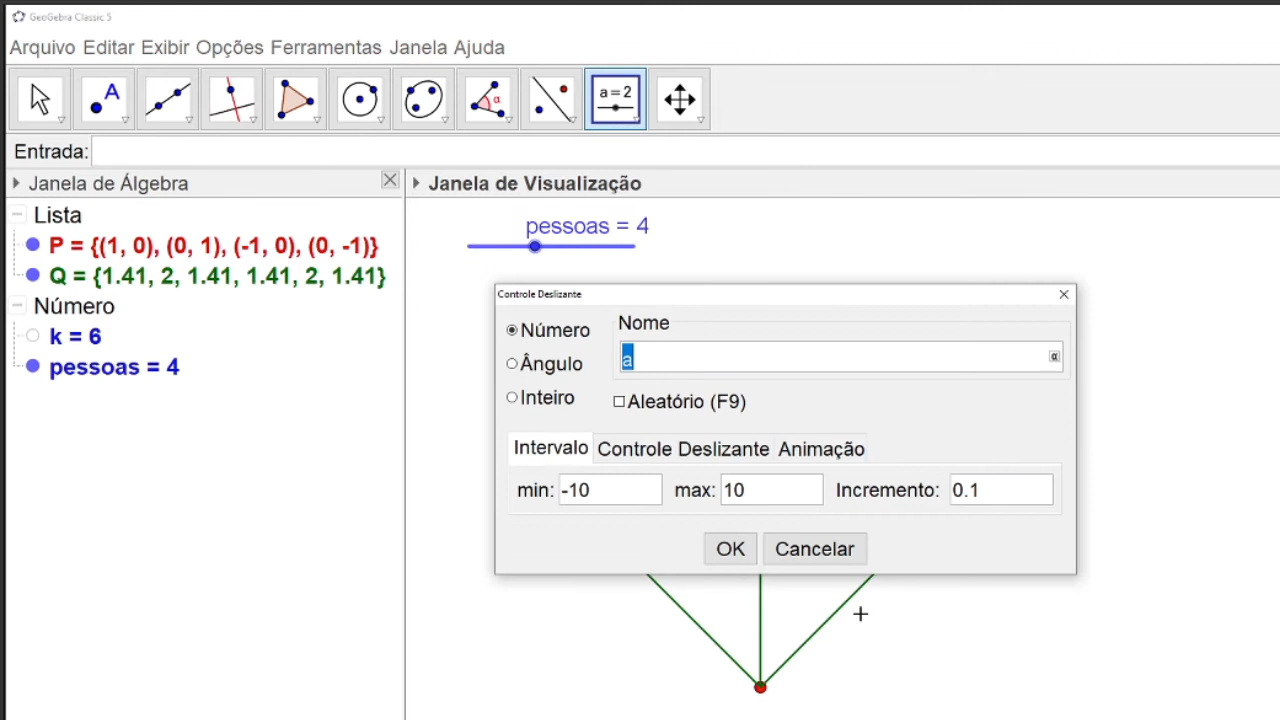 GeoGebra Classic 5
Arquivo Editar Exibir Opções Ferramentas Janela Ajuda
A
α
a=2
Entrada:
Janela de Álgebra
Janela de Visualização
Lista
P = {(1, 0), (0, 1), (-1, 0), (0, -1)}
Q = {1.41, 2, 1.41, 1.41, 2, 1.41}
Número
k = 6
pessoas = 4
pessoas = 4
Controle Deslizante
Número
Ângulo
Inteiro
Nome
a
α
Aleatório (F9)
Intervalo Controle Deslizante Animação
min: -10 max: 10 Incremento: 0.1
OK Cancelar